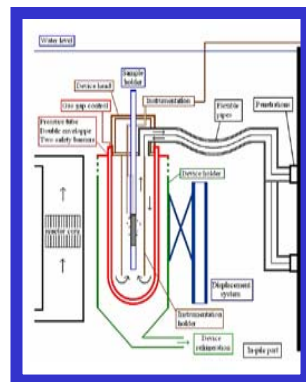 Water level
Sample
holder
Device head
Instrumentation
Gas gap control
Pressure tube
Double envelope
Two safety barriers
Flexible
pipes
Penetrations
Device holder
reactor core
Displacement
system
Instrumentation
holder
Device
In-pile part